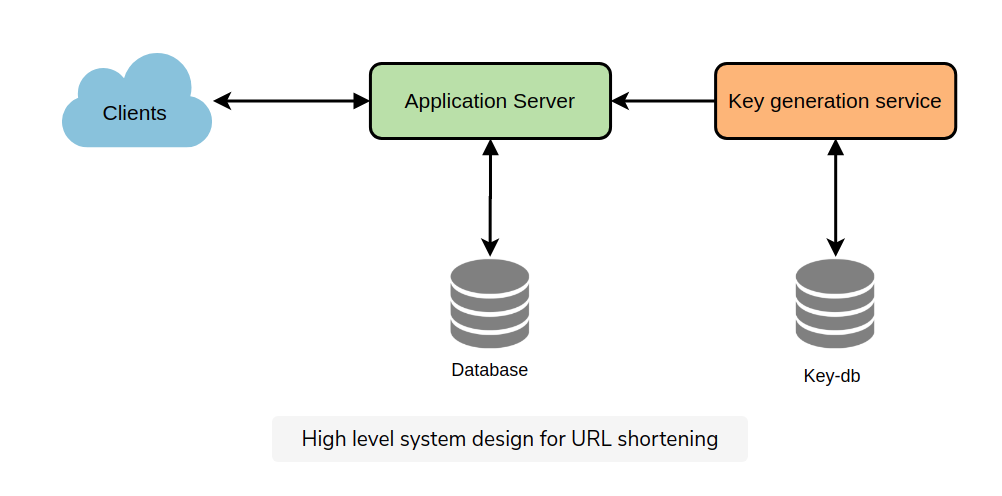 Clients
Application Server
Key generation service
Database
Key-db
High level system design for URL shortening